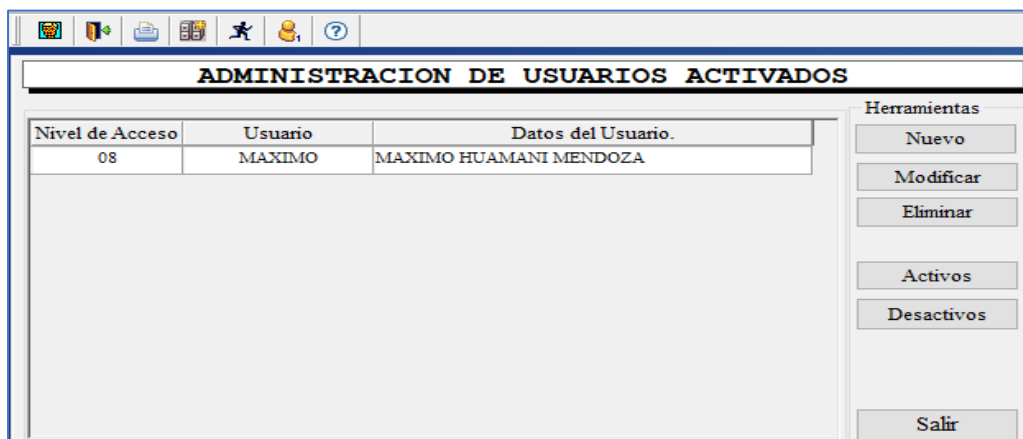 ADMINISTRACION DE USUARIOS ACTIVADOS
Herramientas
Nivel de Acceso Usuario Datos del Usuario.
08 MAXIMO MAXIMO HUAMANI MENDOZA
Nuevo
Modificar
Eliminar
Activos
Desactivos
Salir